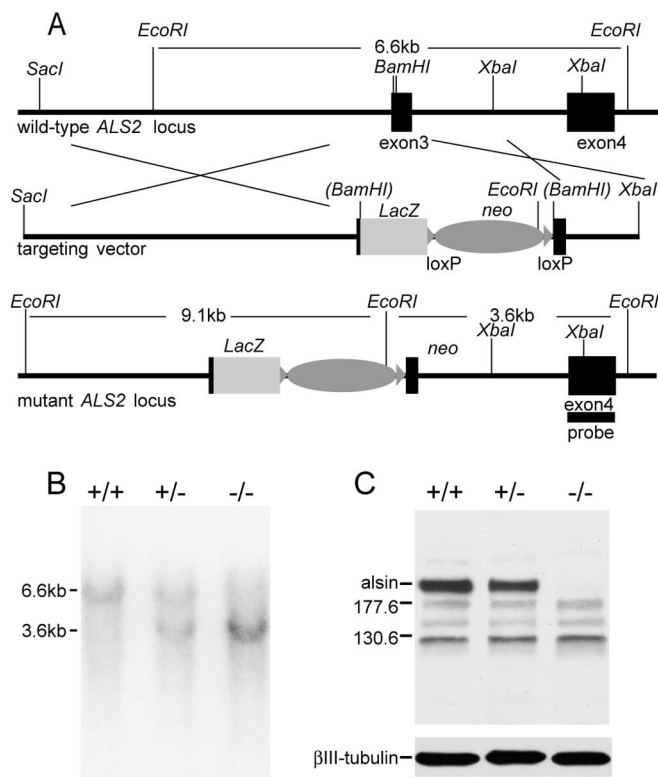 A
EcoRI 6.6kb EcoRI
SacI BamHI XbaI XbaI
wild-type ALS2 locus exon3 exon4
SacI (BamHI) EcoRI (BamHI) XbaI
LacZ neo
targeting vector loxP loxP
EcoRI 9.1kb EcoRI 3.6kb EcoRI
LacZ neo XbaI XbaI
mutant ALS2 locus exon4
probe
B
+/+ +/- -/-
6.6kb
3.6kb
C
+/+ +/- -/-
alsin
177.6
130.6
βIII-tubulin